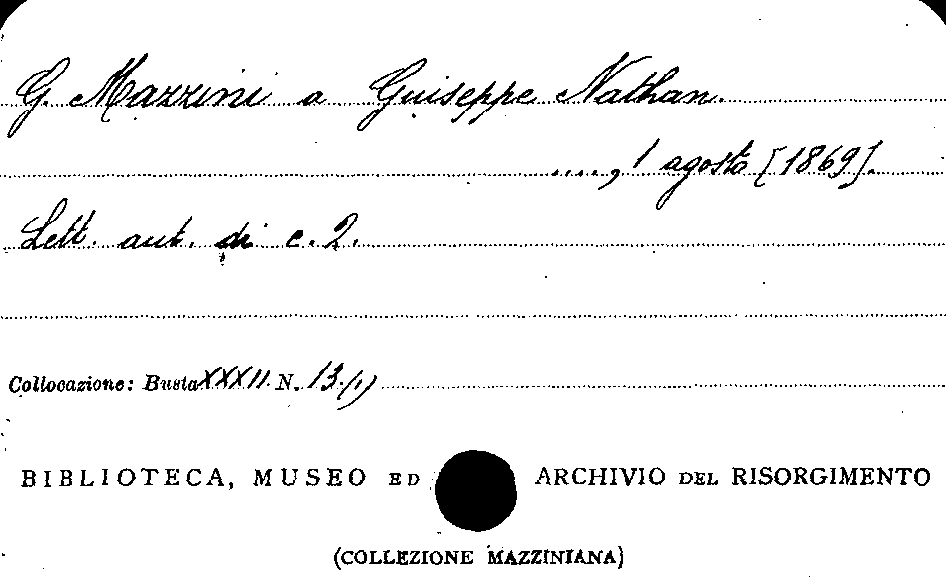 G. Mazzini a Guiseppe Nathan.
....., 1 agosto [1869].
Lett. aut. di c. 2.
Collocazione: Busta XXXII. N. 13.(1)
BIBLIOTECA, MUSEO ED ARCHIVIO DEL RISORGIMENTO
(COLLEZIONE MAZZINIANA)